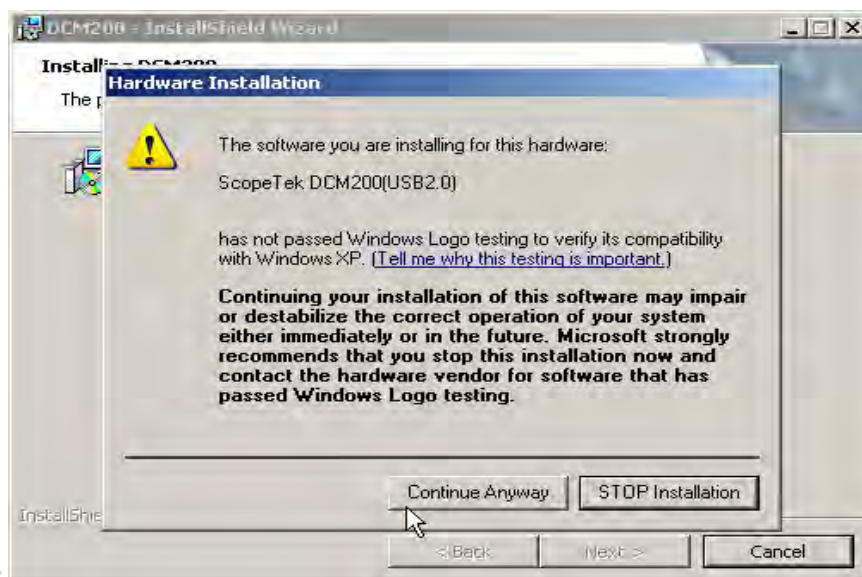 DCM200 - InstallShield Wizard
Installing DCM200
The p
Hardware Installation
The software you are installing for this hardware:
ScopeTek DCM200(USB2.0)
has not passed Windows Logo testing to verify its compatibility
with Windows XP. (Tell me why this testing is important.)
Continuing your installation of this software may impair
or destabilize the correct operation of your system
either immediately or in the future. Microsoft strongly
recommends that you stop this installation now and
contact the hardware vendor for software that has
passed Windows Logo testing.
Continue Anyway
STOP Installation
InstallShie
< Back
Next >
Cancel